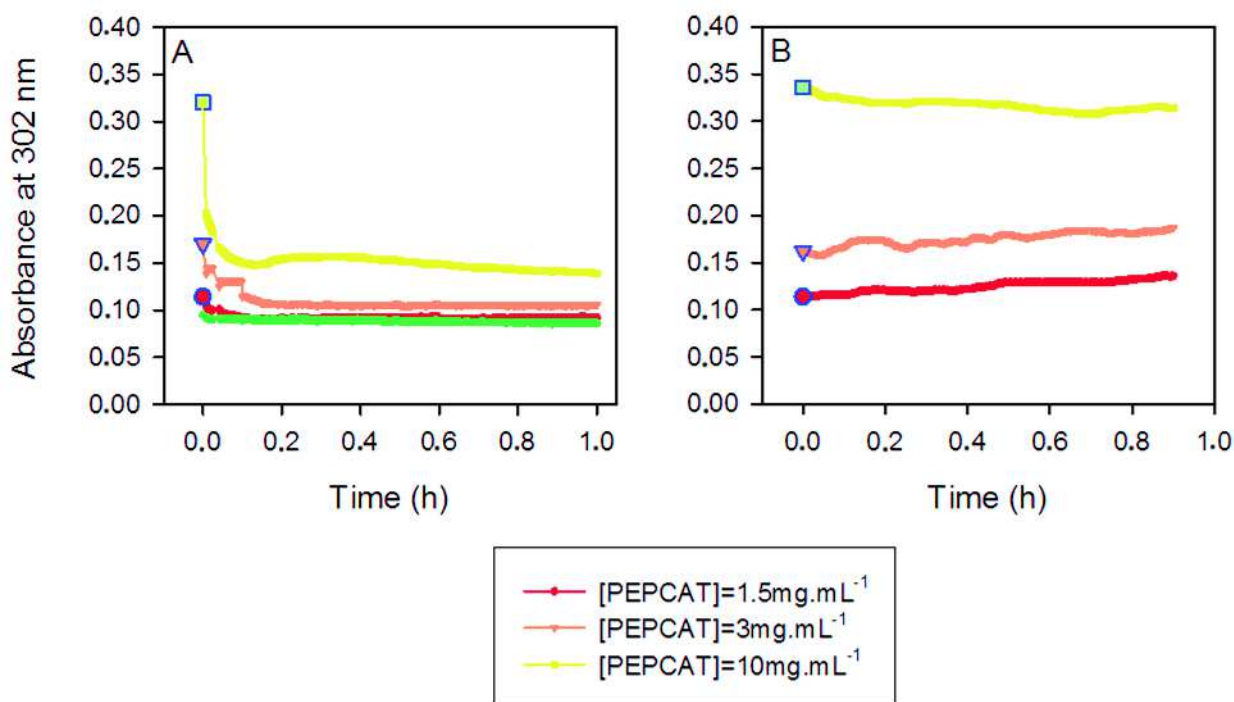 A
B
Absorbance at 302 nm
0.40
0.35
0.30
0.25
0.20
0.15
0.10
0.05
0.00
0.0 0.2 0.4 0.6 0.8 1.0
Time (h)
0.40
0.35
0.30
0.25
0.20
0.15
0.10
0.05
0.00
0.0 0.2 0.4 0.6 0.8 1.0
Time (h)
[PEPCAT]=1.5mg.mL⁻¹
[PEPCAT]=3mg.mL⁻¹
[PEPCAT]=10mg.mL⁻¹